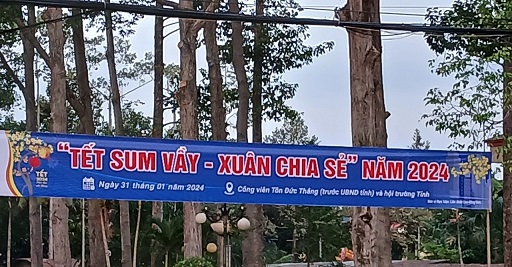 "TẾT SUM VẦY - XUÂN CHIA SẺ" NĂM 2024
Ngày 31 tháng 01 năm 2024
Công viên Tôn Đức Thắng (trước UBND tỉnh) và hội trường Tỉnh
TẾT